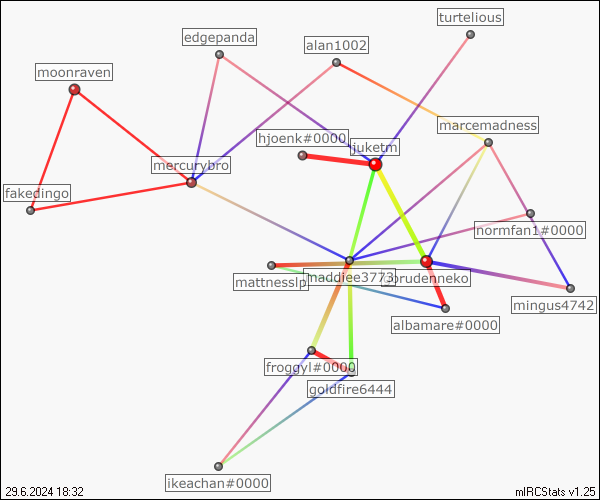 turtelious
edgepanda
alan1002
moonraven
marcemadness
hjoenk#0000
juketm
mercurybro
fakedingo
normfan1#0000
maddiee3773
mattnesslp
mingus4742
albamare#0000
froggyl#0000
goldfire6444
ikeachan#0000
29.6.2024 18:32
mIRCStats v1.25